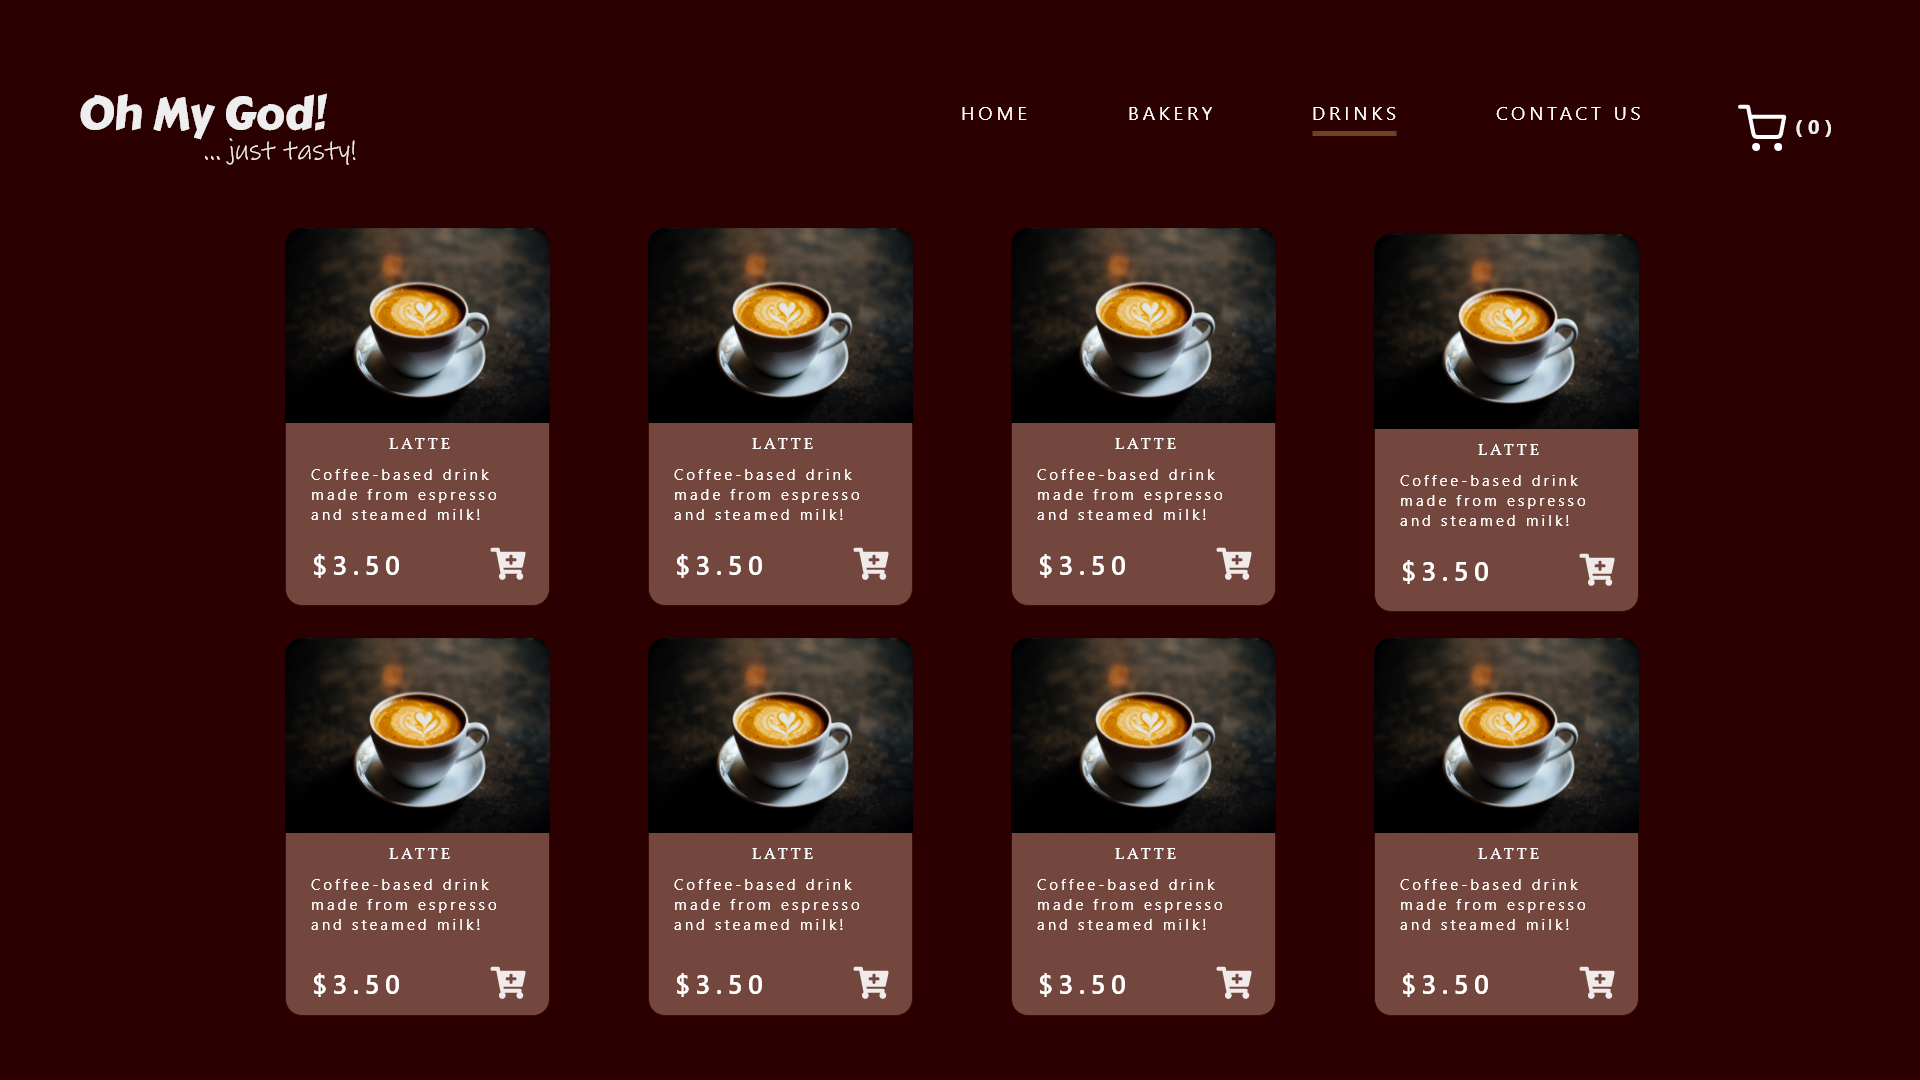 Oh My God!
... just tasty!
HOME
BAKERY
DRINKS
CONTACT US
(0)
LATTE
Coffee-based drink
made from espresso
and steamed milk!
$3.50
LATTE
Coffee-based drink
made from espresso
and steamed milk!
$3.50
LATTE
Coffee-based drink
made from espresso
and steamed milk!
$3.50
LATTE
Coffee-based drink
made from espresso
and steamed milk!
$3.50
LATTE
Coffee-based drink
made from espresso
and steamed milk!
$3.50
LATTE
Coffee-based drink
made from espresso
and steamed milk!
$3.50
LATTE
Coffee-based drink
made from espresso
and steamed milk!
$3.50
LATTE
Coffee-based drink
made from espresso
and steamed milk!
$3.50